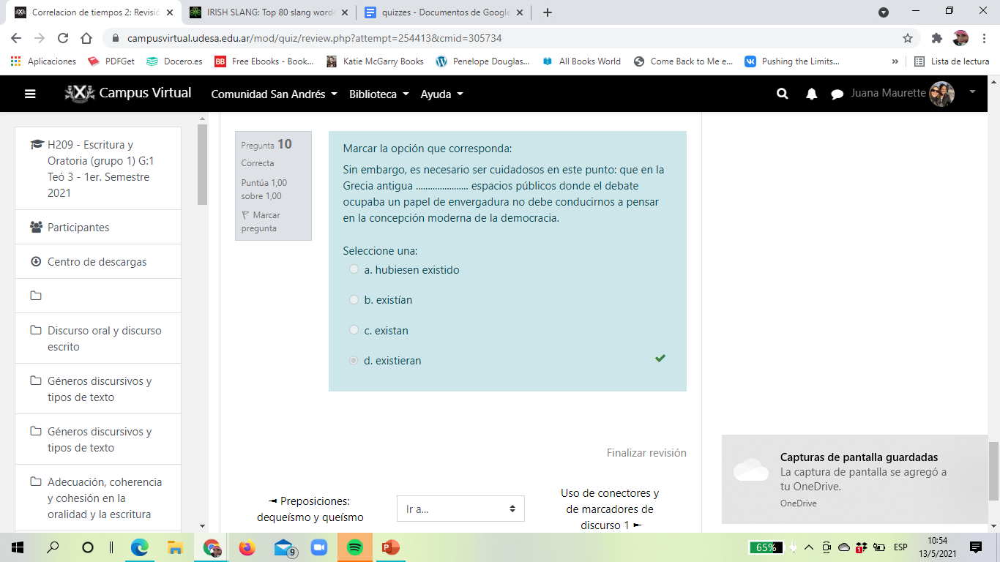 Correlacion de tiempos 2: Revisió
IRISH SLANG: Top 80 slang words
quizzes - Documentos de Google
campusvirtual.udesa.edu.ar/mod/quiz/review.php?attempt=254413&cmid=305734
Aplicaciones
PDFGet
Docero.es
BB
Free Ebooks - Book...
Katie McGarry Books
Penelope Douglas...
All Books World
Come Back to Me e...
Pushing the Limits...
»
Lista de lectura
Campus Virtual
Comunidad San Andrés
Biblioteca
Ayuda
Juana Maurette
H209 - Escritura y
Oratoria (grupo 1) G:1
Teó 3 - 1er. Semestre
2021
Participantes
Centro de descargas
Discurso oral y discurso
escrito
Géneros discursivos y
tipos de texto
Géneros discursivos y
tipos de texto
Adecuación, coherencia
y cohesión en la
oralidad y la escritura
Pregunta 10
Correcta
Puntúa 1,00
sobre 1,00
Marcar
pregunta
Marcar la opción que corresponda:
Sin embargo, es necesario ser cuidadosos en este punto: que en la
Grecia antigua ...................... espacios públicos donde el debate
ocupaba un papel de envergadura no debe conducirnos a pensar
en la concepción moderna de la democracia.
Seleccione una:
a. hubiesen existido
b. existían
c. existan
d. existieran
Finalizar revisión
◄ Preposiciones:
dequeísmo y queísmo
Ir a...
Uso de conectores y
de marcadores de
discurso 1 ►
Capturas de pantalla guardadas
La captura de pantalla se agregó a
tu OneDrive.
OneDrive
9
65%
1
ESP
10:54
13/5/2021